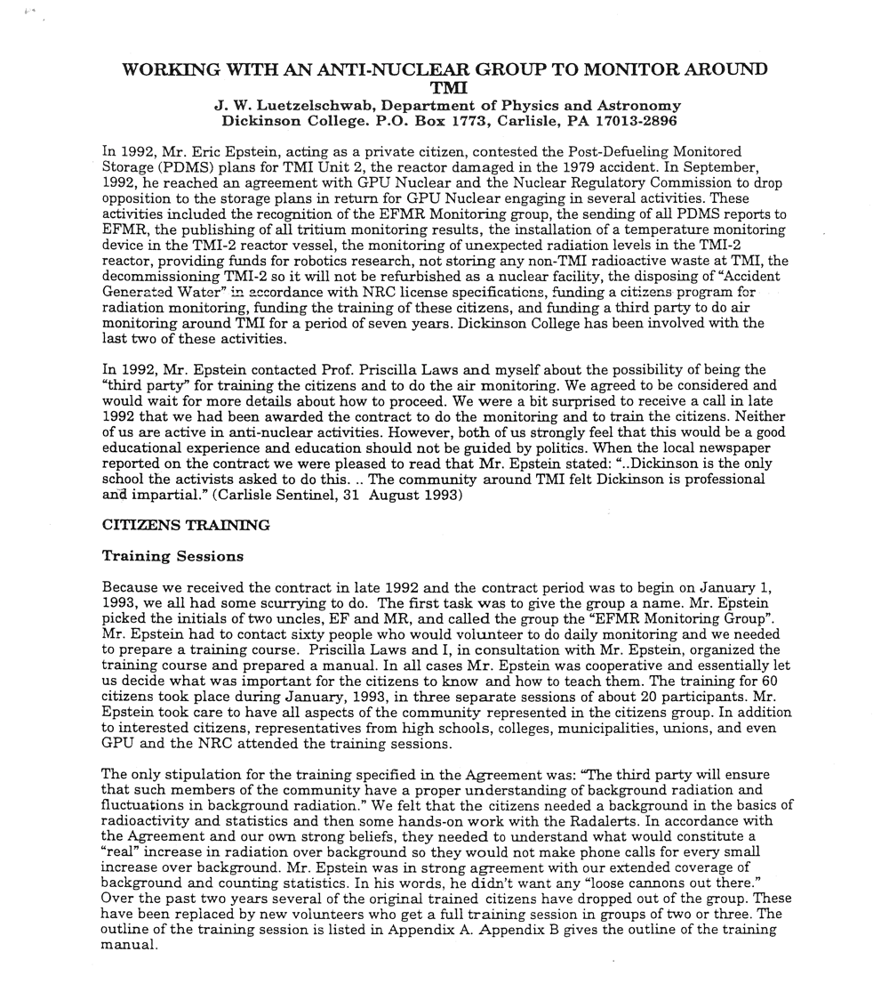 WORKING WITH AN ANTI-NUCLEAR GROUP TO MONITOR AROUND
TMI
J. W. Luetzelschwab, Department of Physics and Astronomy
Dickinson College. P.O. Box 1773, Carlisle, PA 17013-2896
In 1992, Mr. Eric Epstein, acting as a private citizen, contested the Post-Defueling Monitored
Storage (PDMS) plans for TMI Unit 2, the reactor damaged in the 1979 accident. In September,
1992, he reached an agreement with GPU Nuclear and the Nuclear Regulatory Commission to drop
opposition to the storage plans in return for GPU Nuclear engaging in several activities. These
activities included the recognition of the EFMR Monitoring group, the sending of all PDMS reports to
EFMR, the publishing of all tritium monitoring results, the installation of a temperature monitoring
device in the TMI-2 reactor vessel, the monitoring of unexpected radiation levels in the TMI-2
reactor, providing funds for robotics research, not storing any non-TMI radioactive waste at TMI, the
decommissioning TMI-2 so it will not be refurbished as a nuclear facility, the disposing of “Accident
Generated Water” in accordance with NRC license specifications, funding a citizens program for
radiation monitoring, funding the training of these citizens, and funding a third party to do air
monitoring around TMI for a period of seven years. Dickinson College has been involved with the
last two of these activities.
In 1992, Mr. Epstein contacted Prof. Priscilla Laws and myself about the possibility of being the
“third party” for training the citizens and to do the air monitoring. We agreed to be considered and
would wait for more details about how to proceed. We were a bit surprised to receive a call in late
1992 that we had been awarded the contract to do the monitoring and to train the citizens. Neither
of us are active in anti-nuclear activities. However, both of us strongly feel that this would be a good
educational experience and education should not be guided by politics. When the local newspaper
reported on the contract we were pleased to read that Mr. Epstein stated: “..Dickinson is the only
school the activists asked to do this. .. The community around TMI felt Dickinson is professional
and impartial.” (Carlisle Sentinel, 31 August 1993)
CITIZENS TRAINING
Training Sessions
Because we received the contract in late 1992 and the contract period was to begin on January 1,
1993, we all had some scurrying to do. The first task was to give the group a name. Mr. Epstein
picked the initials of two uncles, EF and MR, and called the group the “EFMR Monitoring Group”.
Mr. Epstein had to contact sixty people who would volunteer to do daily monitoring and we needed
to prepare a training course. Priscilla Laws and I, in consultation with Mr. Epstein, organized the
training course and prepared a manual. In all cases Mr. Epstein was cooperative and essentially let
us decide what was important for the citizens to know and how to teach them. The training for 60
citizens took place during January, 1993, in three separate sessions of about 20 participants. Mr.
Epstein took care to have all aspects of the community represented in the citizens group. In addition
to interested citizens, representatives from high schools, colleges, municipalities, unions, and even
GPU and the NRC attended the training sessions.
The only stipulation for the training specified in the Agreement was: “The third party will ensure
that such members of the community have a proper understanding of background radiation and
fluctuations in background radiation.” We felt that the citizens needed a background in the basics of
radioactivity and statistics and then some hands-on work with the Radalerts. In accordance with
the Agreement and our own strong beliefs, they needed to understand what would constitute a
“real” increase in radiation over background so they would not make phone calls for every small
increase over background. Mr. Epstein was in strong agreement with our extended coverage of
background and counting statistics. In his words, he didn’t want any “loose cannons out there.”
Over the past two years several of the original trained citizens have dropped out of the group. These
have been replaced by new volunteers who get a full training session in groups of two or three. The
outline of the training session is listed in Appendix A. Appendix B gives the outline of the training
manual.